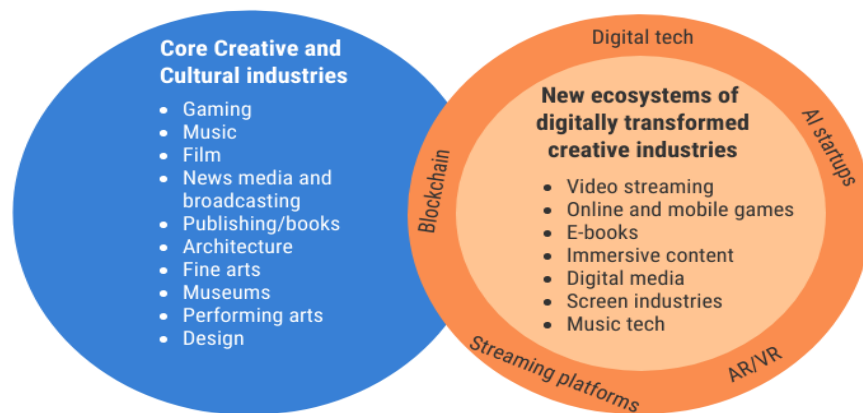 Core Creative and
Cultural industries
• Gaming
• Music
• Film
• News media and
broadcasting
• Publishing/books
• Architecture
• Fine arts
• Museums
• Performing arts
• Design
Digital tech
AI startups
Blockchain
New ecosystems of
digitally transformed
creative industries
• Video streaming
• Online and mobile games
• E-books
• Immersive content
• Digital media
• Screen industries
• Music tech
Streaming platforms
AR/VR